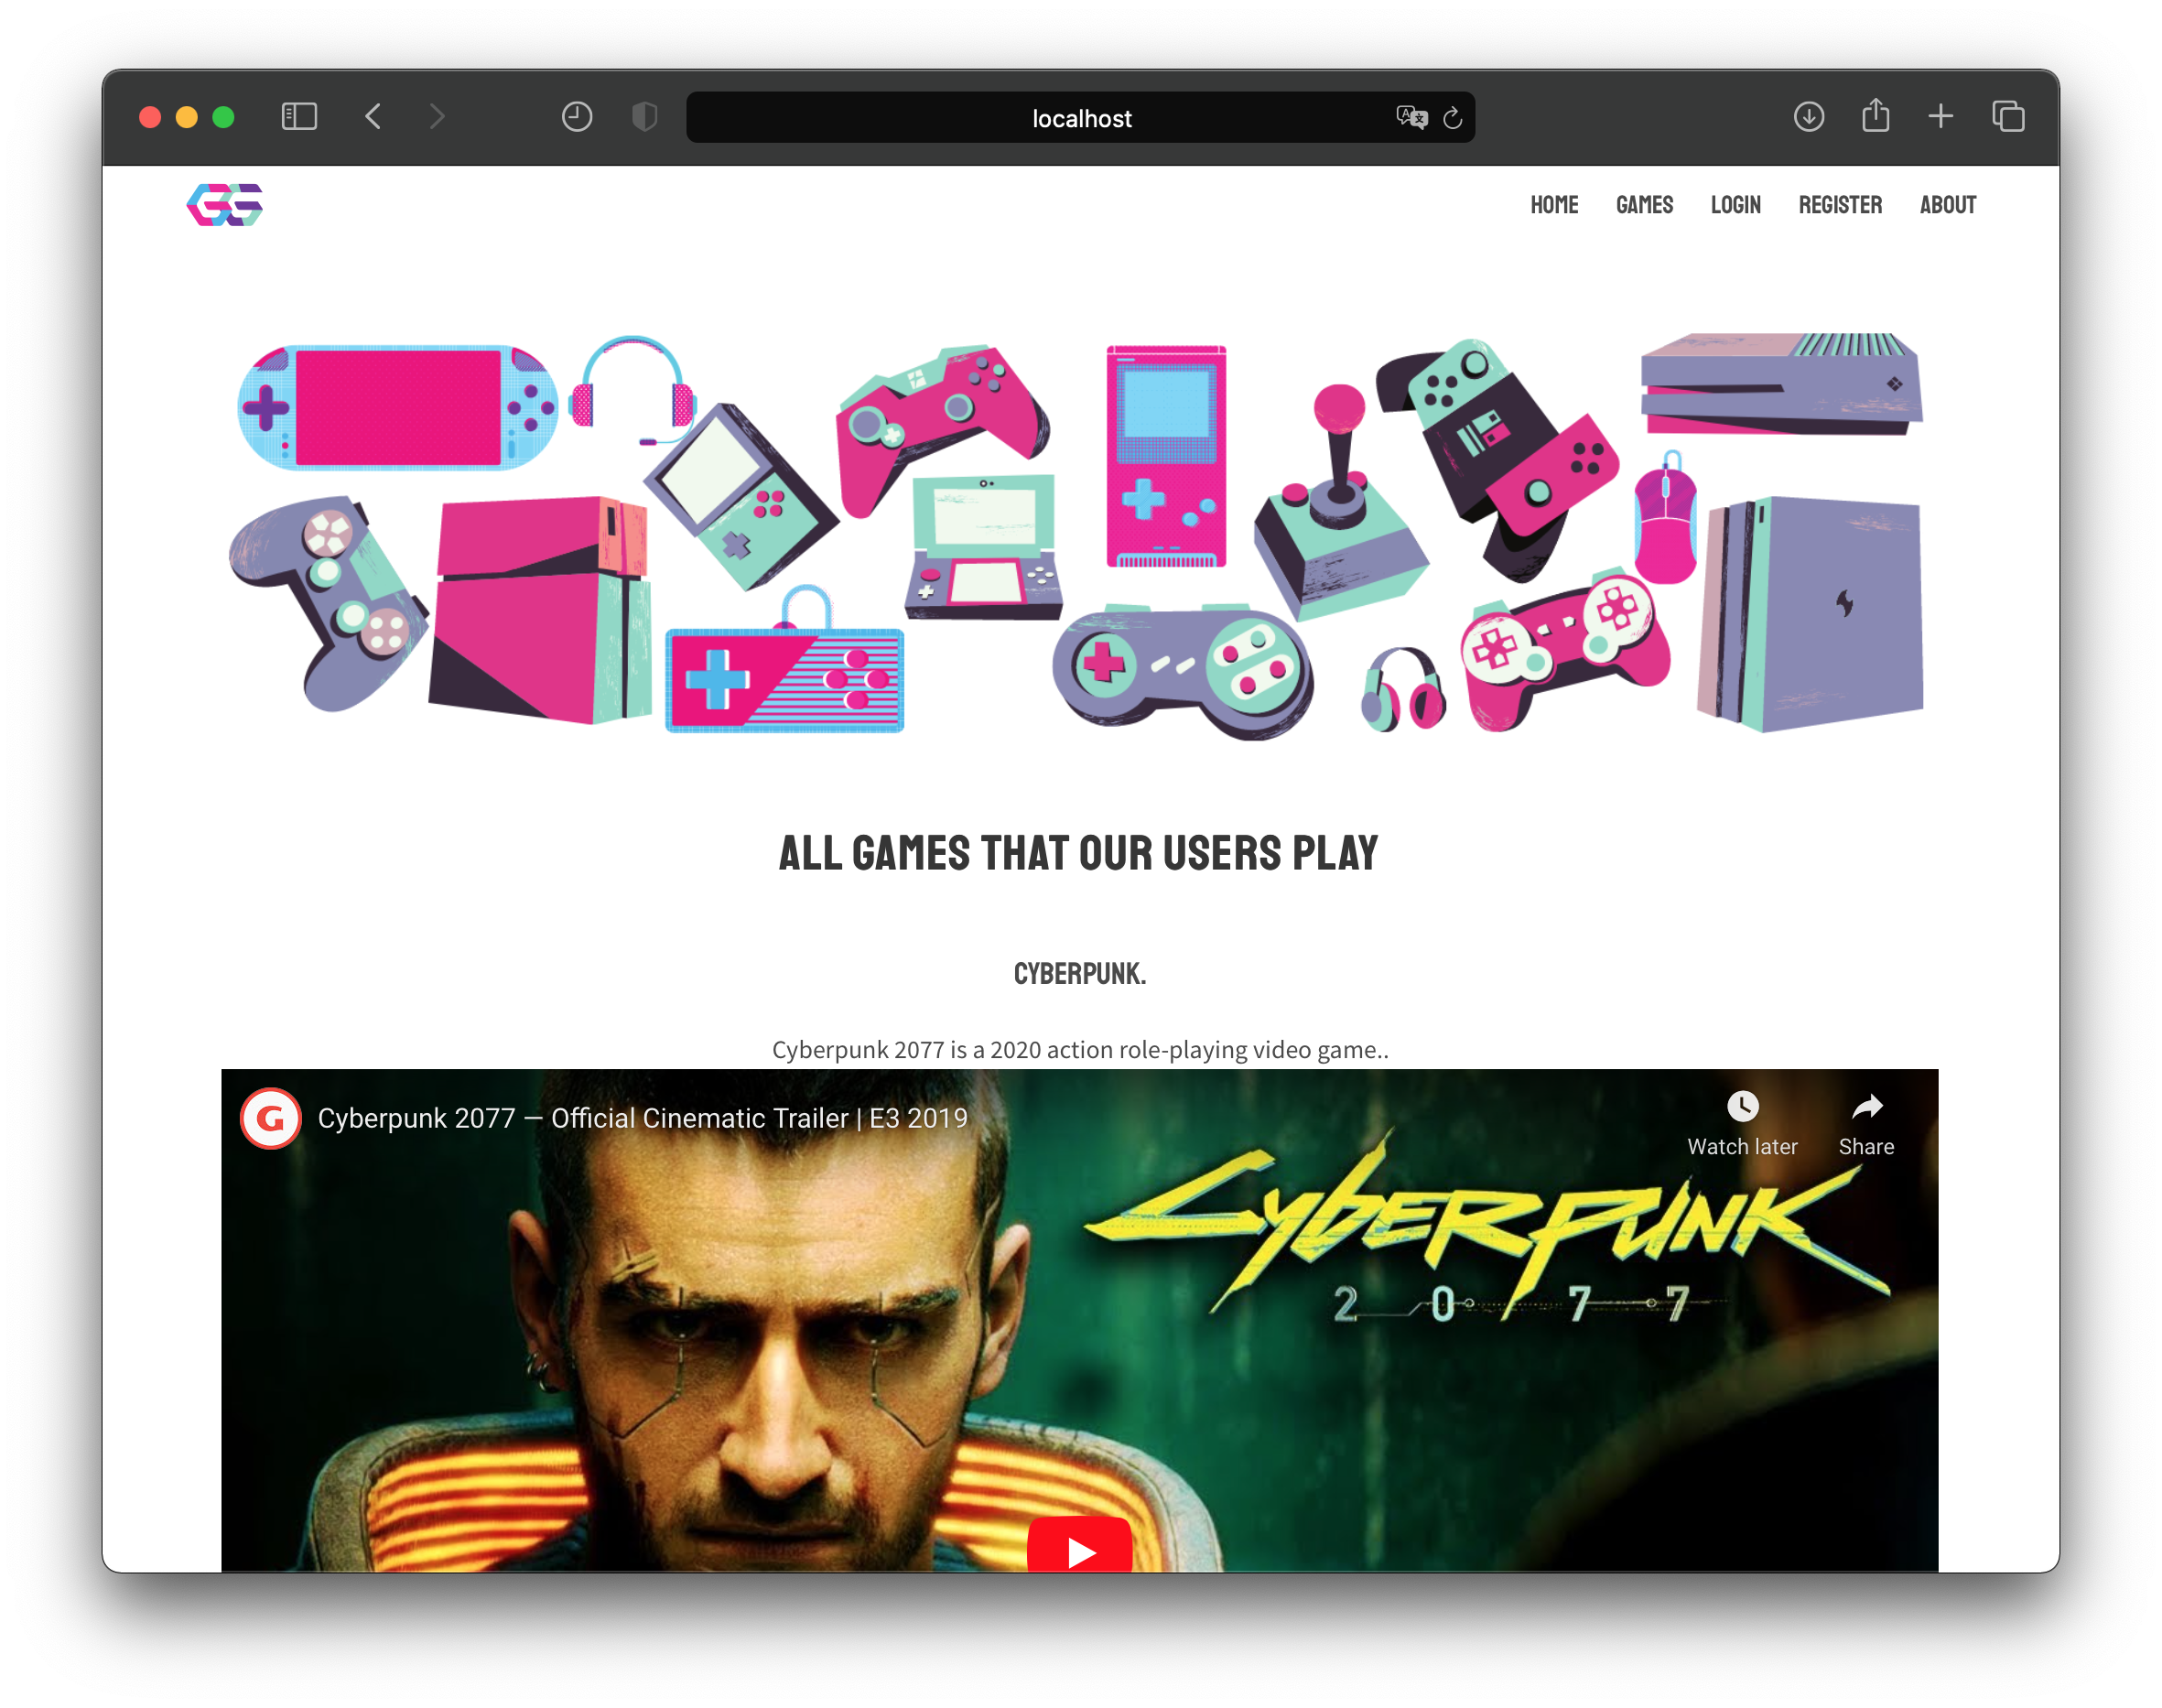 localhost
GG
HOME GAMES LOGIN REGISTER ABOUT
ALL GAMES THAT OUR USERS PLAY
CYBERPUNK.
Cyberpunk 2077 is a 2020 action role-playing video game..
G Cyberpunk 2077 — Official Cinematic Trailer | E3 2019
Watch later Share
CYBERPUNK
2077